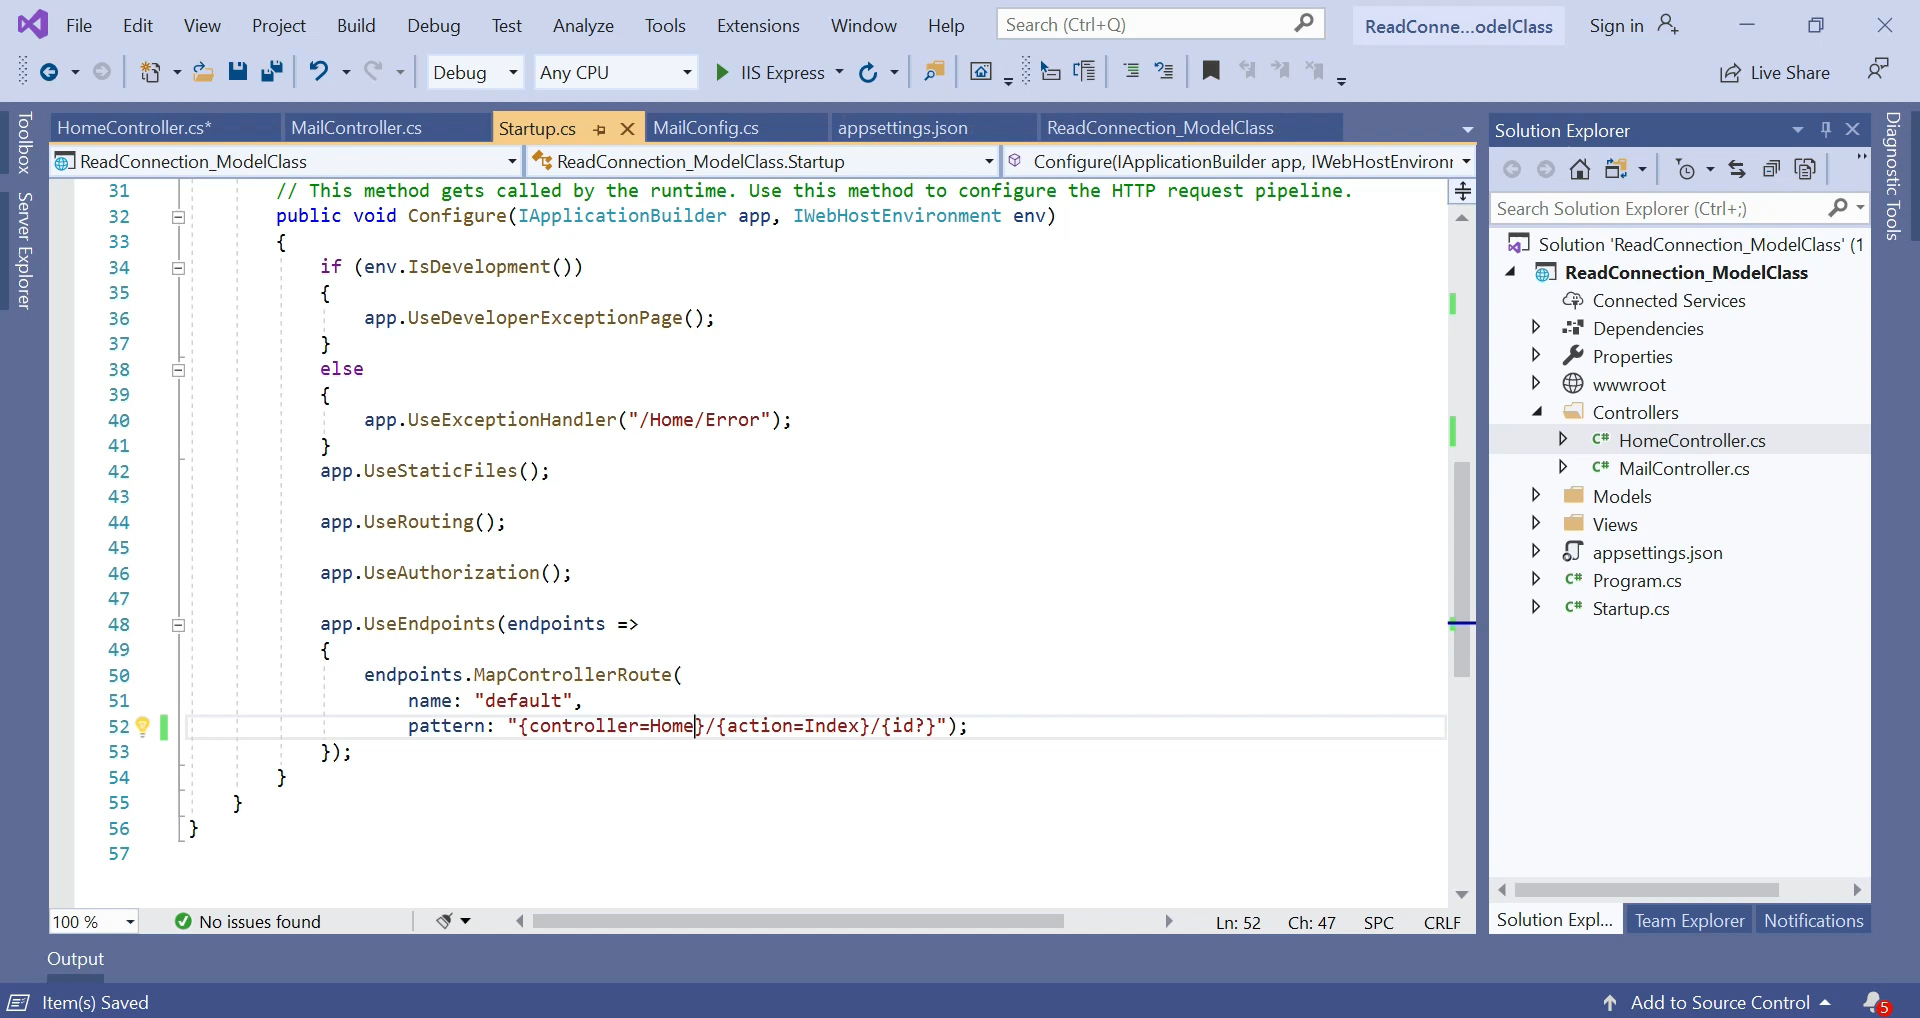 File Edit View Project Build Debug Test Analyze Tools Extensions Window Help Search (Ctrl+Q) ReadConne...odelClass Sign in
Debug Any CPU IIS Express Live Share
Toolbox
Server Explorer
HomeController.cs* MailController.cs Startup.cs MailConfig.cs appsettings.json ReadConnection_ModelClass
ReadConnection_ModelClass ReadConnection_ModelClass.Startup Configure(IApplicationBuilder app, IWebHostEnvironr
31 // This method gets called by the runtime. Use this method to configure the HTTP request pipeline.
32 public void Configure(IApplicationBuilder app, IWebHostEnvironment env)
33 {
34 if (env.IsDevelopment())
35 {
36 app.UseDeveloperExceptionPage();
37 }
38 else
39 {
40 app.UseExceptionHandler("/Home/Error");
41 }
42 app.UseStaticFiles();
43
44 app.UseRouting();
45
46 app.UseAuthorization();
47
48 app.UseEndpoints(endpoints =>
49 {
50 endpoints.MapControllerRoute(
51 name: "default",
52 pattern: "{controller=Home}/{action=Index}/{id?}");
53 });
54 }
55 }
56 }
57
100 % No issues found Ln: 52 Ch: 47 SPC CRLF
Solution Explorer
Search Solution Explorer (Ctrl+;)
Solution 'ReadConnection_ModelClass' (1
ReadConnection_ModelClass
Connected Services
Dependencies
Properties
wwwroot
Controllers
C# HomeController.cs
C# MailController.cs
Models
Views
appsettings.json
C# Program.cs
C# Startup.cs
Solution Expl... Team Explorer Notifications
Diagnostic Tools
Output
Item(s) Saved Add to Source Control 5